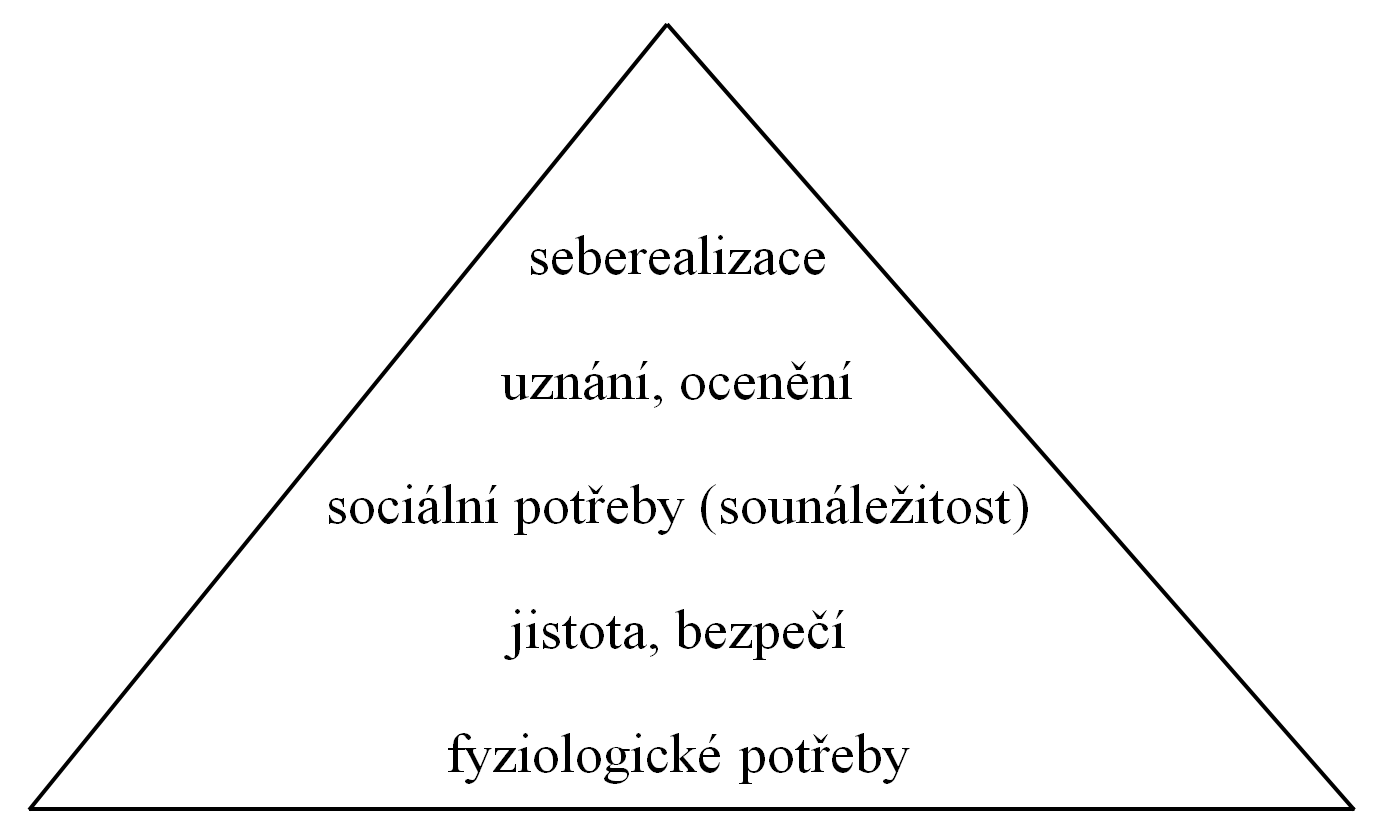 seberealizace
uznání, ocenění
sociální potřeby (sounáležitost)
jistota, bezpečí
fyziologické potřeby